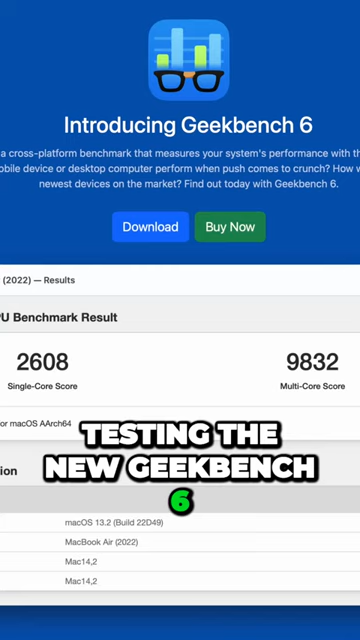 Introducing Geekbench 6
a cross-platform benchmark that measures your system's performance with th
obile device or desktop computer perform when push comes to crunch? How w
newest devices on the market? Find out today with Geekbench 6.
Download Buy Now
(2022) — Results
PU Benchmark Result
2608 9832
Single-Core Score Multi-Core Score
for macOS AArch64
TESTING THE
NEW GEEKBENCH
6
tion
macOS 13.2 (Build 22D49)
MacBook Air (2022)
Mac14,2
Mac14,2